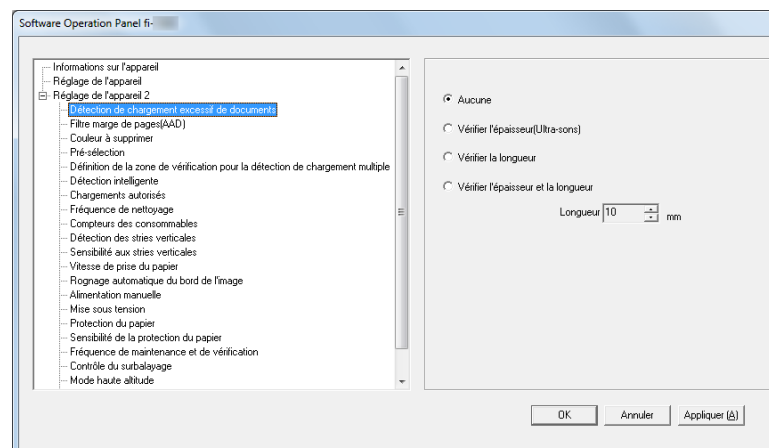 Software Operation Panel fi-
Informations sur l'appareil
Réglage de l'appareil
Réglage de l'appareil 2
Détection de chargement excessif de documents
Filtre marge de pages(AAD)
Couleur à supprimer
Pré-sélection
Définition de la zone de vérification pour la détection de chargement multiple
Détection intelligente
Chargements autorisés
Fréquence de nettoyage
Compteurs des consommables
Détection des stries verticales
Sensibilité aux stries verticales
Vitesse de prise du papier
Rognage automatique du bord de l'image
Alimentation manuelle
Mise sous tension
Protection du papier
Sensibilité de la protection du papier
Fréquence de maintenance et de vérification
Contrôle du surbalayage
Mode haute altitude
Aucune
Vérifier l'épaisseur(Ultra-sons)
Vérifier la longueur
Vérifier l'épaisseur et la longueur
Longueur 10 mm
OK Annuler Appliquer (A)